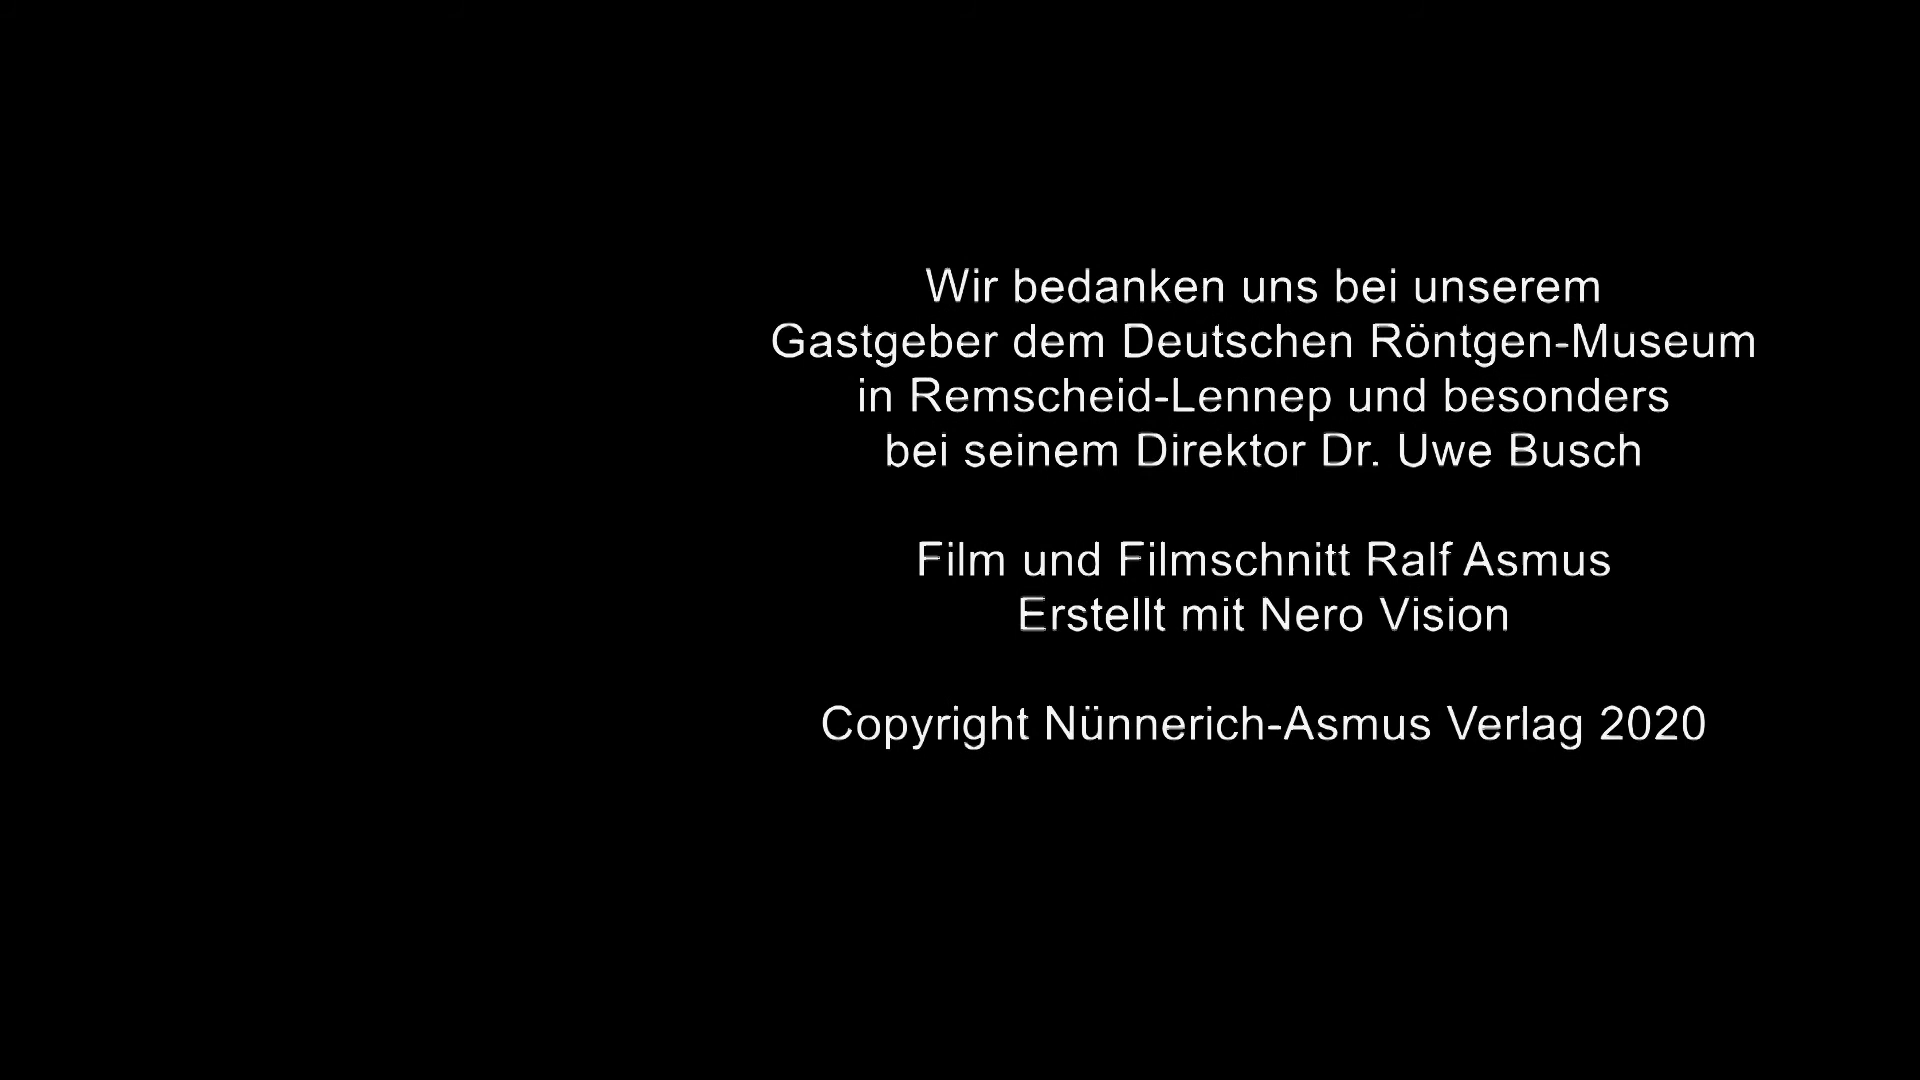 Wir bedanken uns bei unserem
Gastgeber dem Deutschen Röntgen-Museum
in Remscheid-Lennep und besonders
bei seinem Direktor Dr. Uwe Busch
Film und Filmschnitt Ralf Asmus
Erstellt mit Nero Vision
Copyright Nünnerich-Asmus Verlag 2020